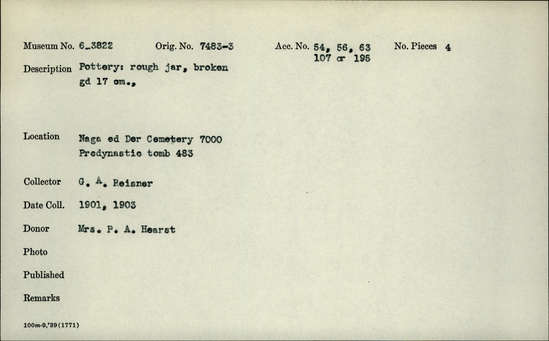 Museum No. 6_3822 Orig. No. 7483-3 Acc. No. 54, 56, 63 No. Pieces 4
107 or 195
Description Pottery: rough jar, broken
gd 17 cm.,
Location Naga ed Der Cemetery 7000
Predynastic tomb 483
Collector G. A. Reisner
Date Coll. 1901, 1903
Donor Mrs. P. A. Hearst
Photo
Published
Remarks
100m-9,'39(1771)